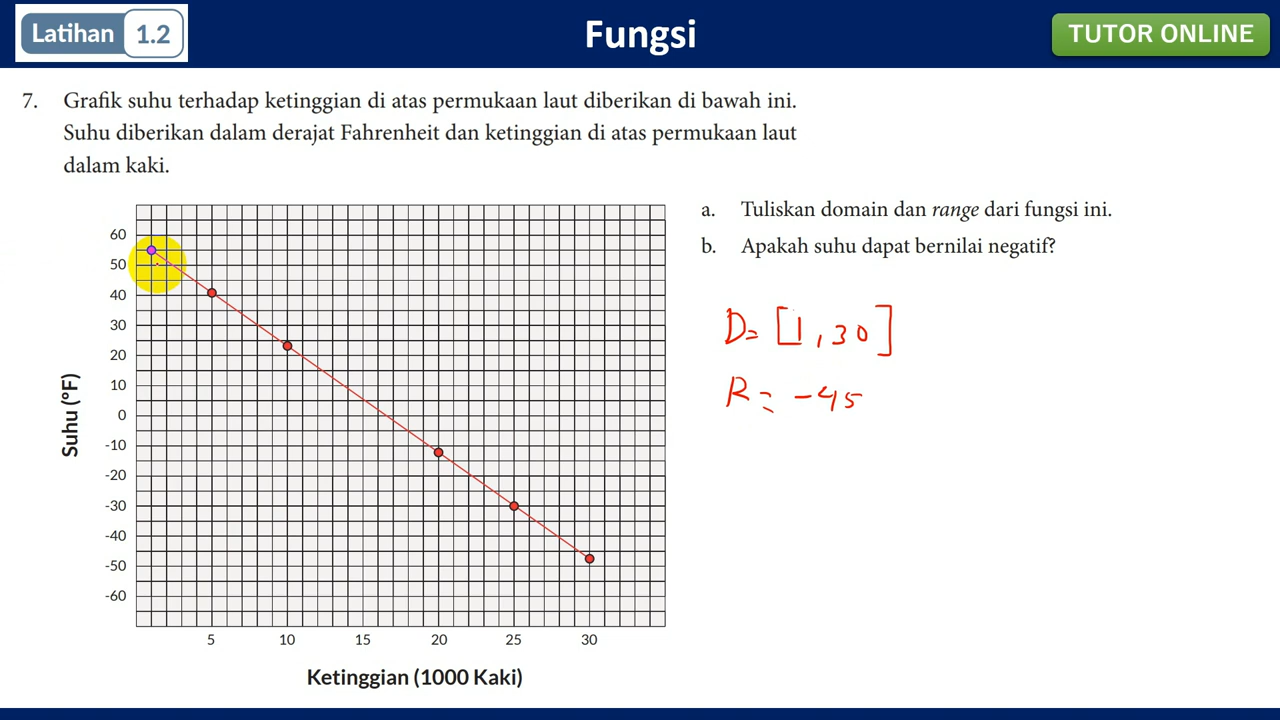 Latihan 1.2
Fungsi
TUTOR ONLINE
7. Grafik suhu terhadap ketinggian di atas permukaan laut diberikan di bawah ini.
Suhu diberikan dalam derajat Fahrenheit dan ketinggian di atas permukaan laut
dalam kaki.
a. Tuliskan domain dan range dari fungsi ini.
b. Apakah suhu dapat bernilai negatif?
D= [1,30]
R= -45
Suhu (°F)
60
50
40
30
20
10
0
-10
-20
-30
-40
-50
-60
5 10 15 20 25 30
Ketinggian (1000 Kaki)